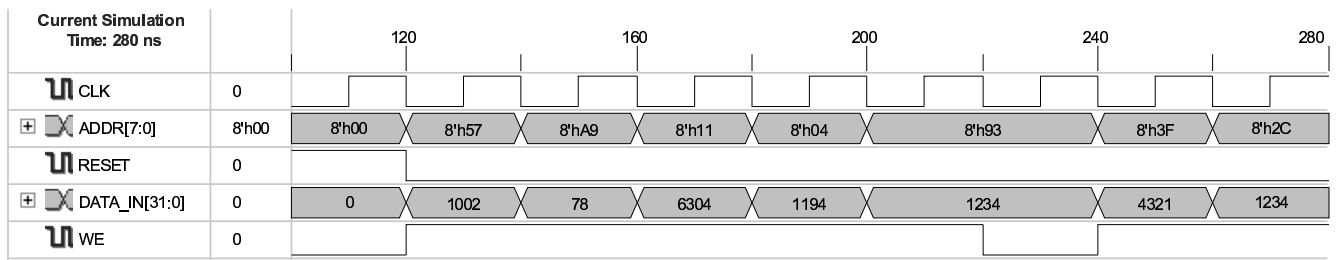 Current Simulation
Time: 280 ns
120 160 200 240 280
CLK 0
ADDR[7:0] 8'h00 8'h00 8'h57 8'hA9 8'h11 8'h04 8'h93 8'h3F 8'h2C
RESET 0
DATA_IN[31:0] 0 0 1002 78 6304 1194 1234 4321 1234
WE 0